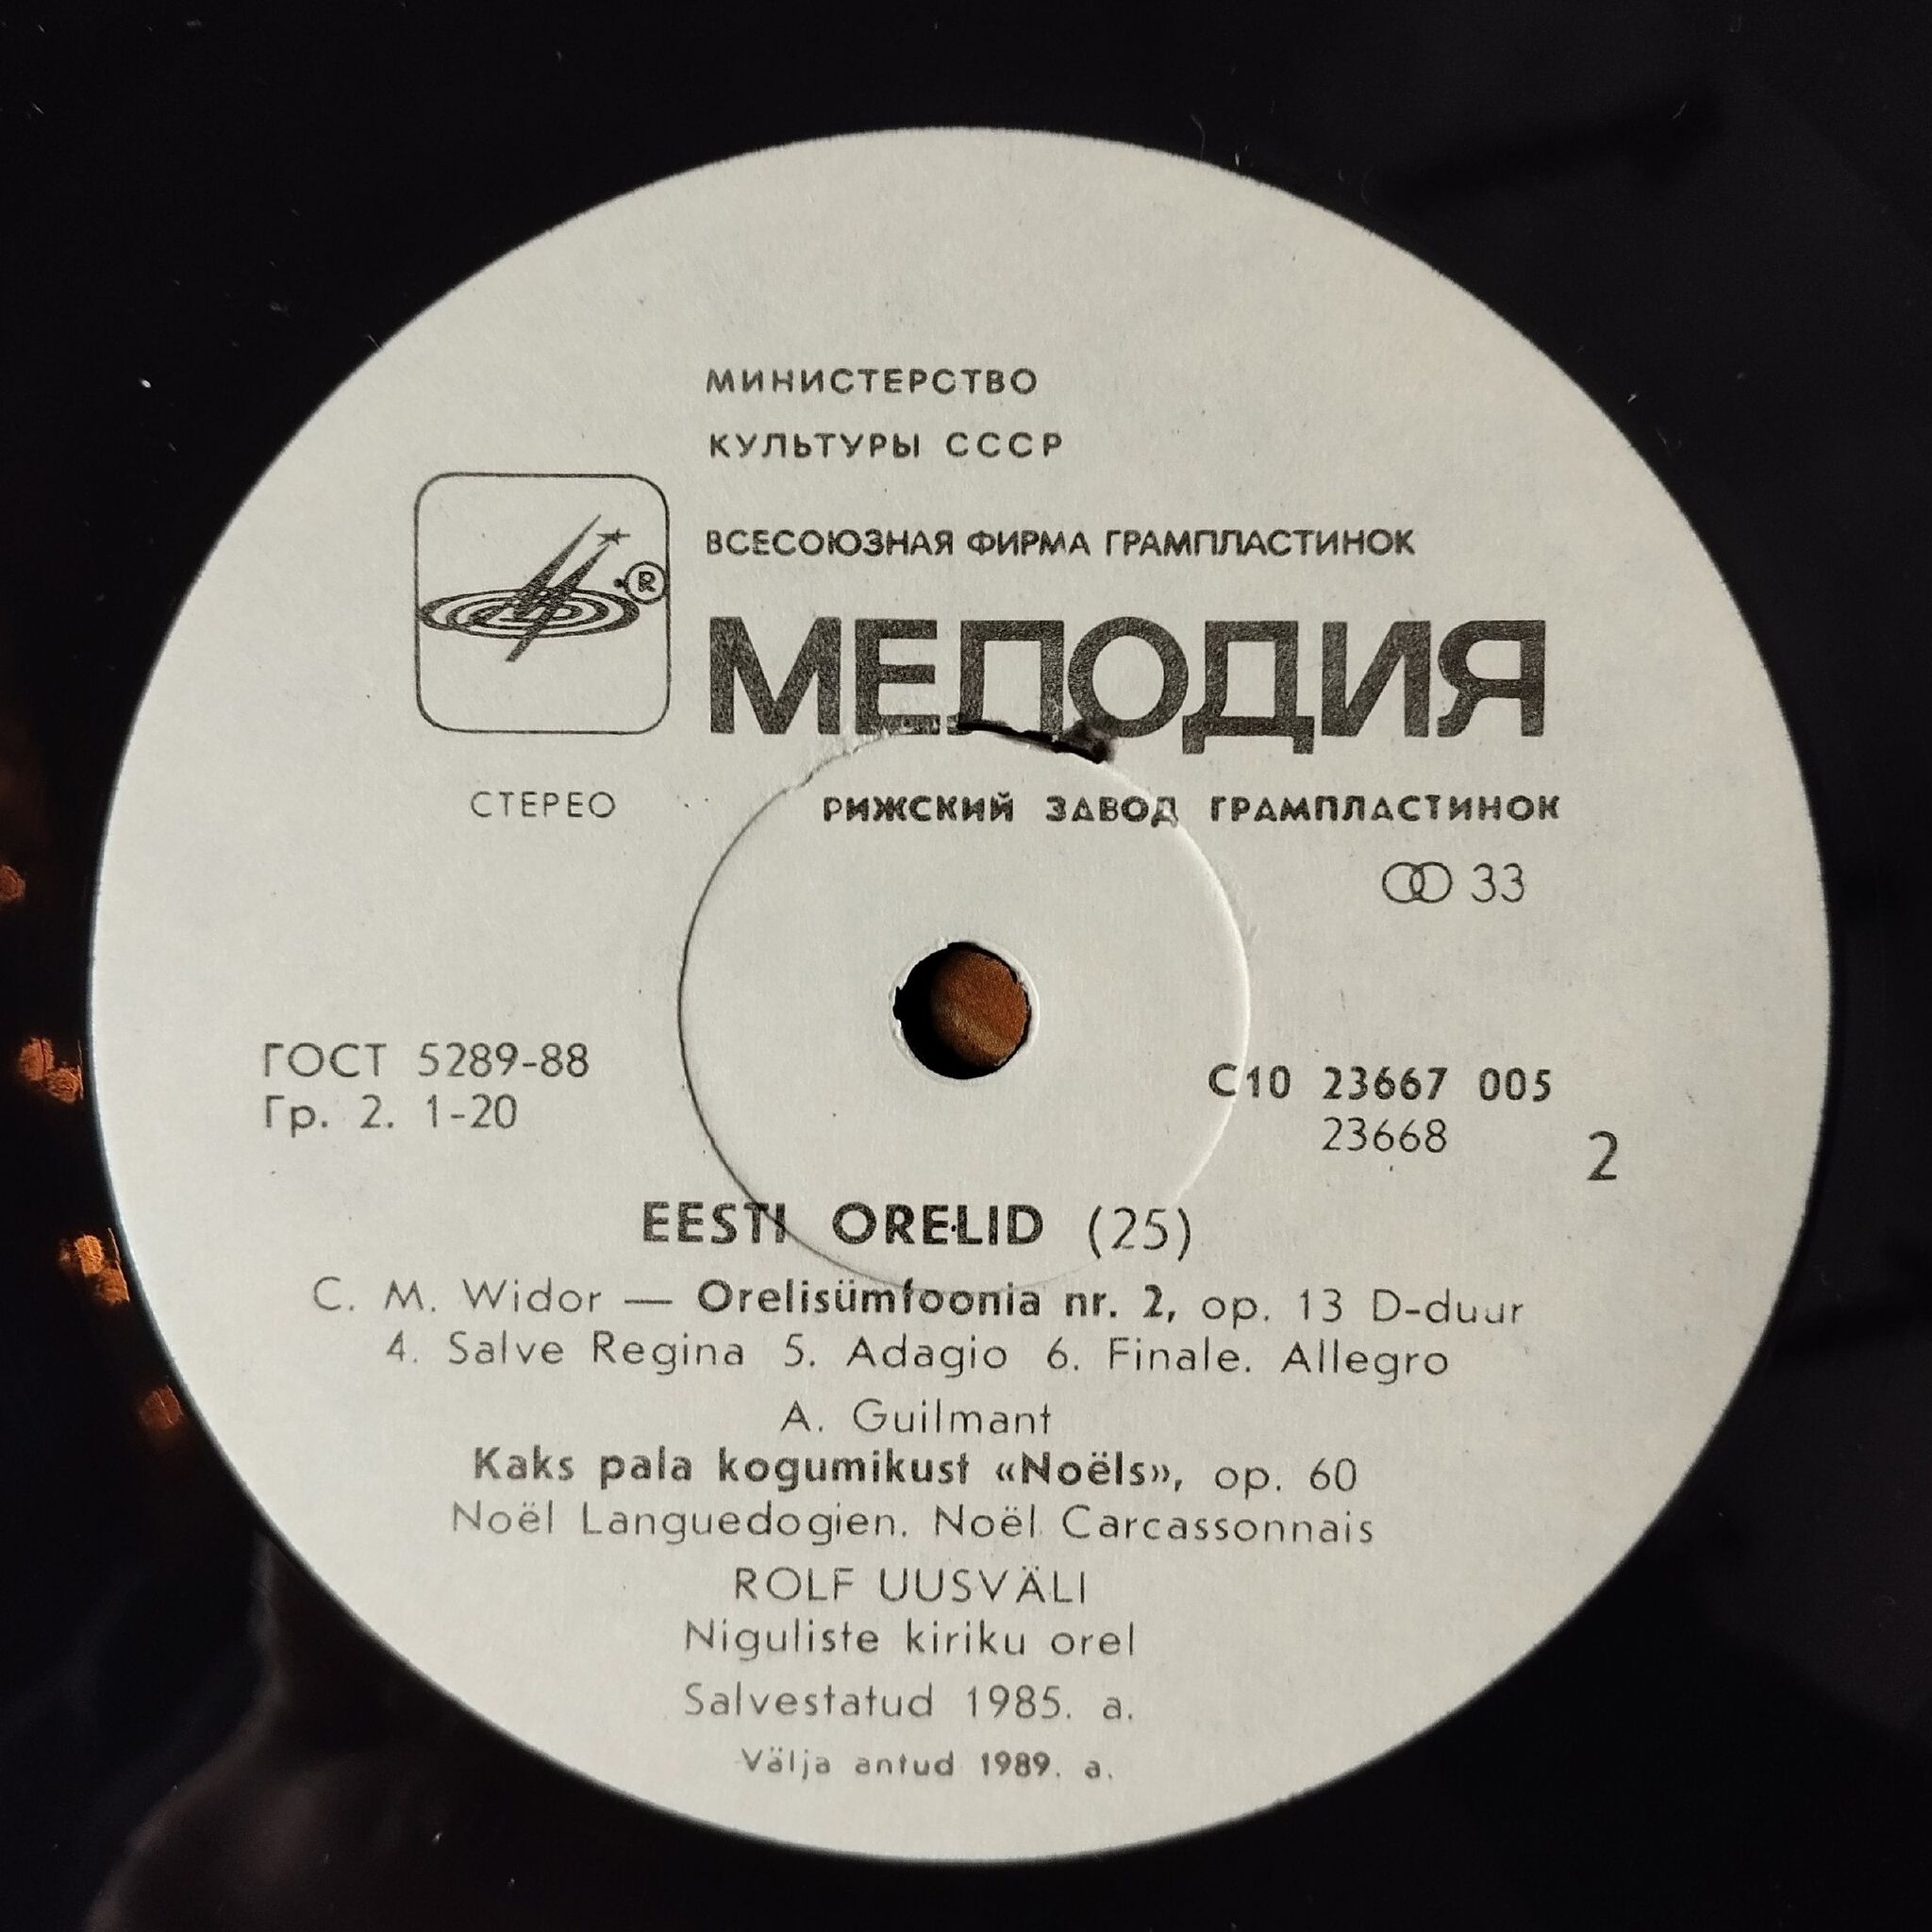 МИНИСТЕРСТВО
КУЛЬТУРЫ СССР
ВСЕСОЮЗНАЯ ФИРМА ГРАМПЛАСТИНОК
®
МЕЛОДИЯ
СТЕРЕО
РИЖСКИЙ ЗАВОД ГРАМПЛАСТИНОК
33
ГОСТ 5289-88
Гр. 2. 1-20
С10 23667 005
23668
2
EESTI ORELID (25)
C. M. Widor — Orelisümfoonia nr. 2, op. 13 D-duur
4. Salve Regina 5. Adagio 6. Finale. Allegro
A. Guilmant
Kaks pala kogumikust «Noëls», op. 60
Noël Languedogien. Noël Carcassonnais
ROLF UUSVÄLI
Niguliste kiriku orel
Salvestatud 1985. a.
Välja antud 1989. a.